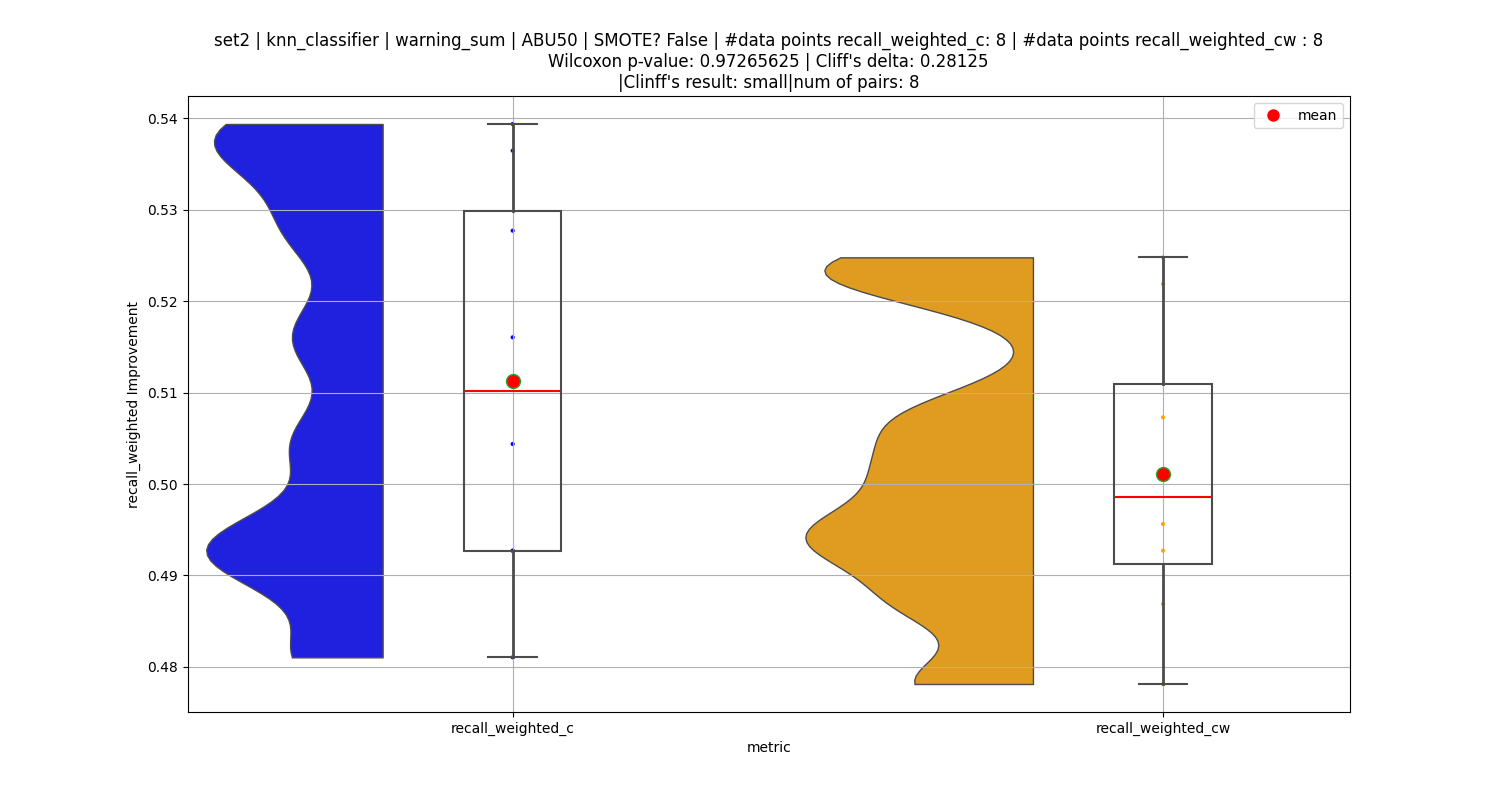 set2 | knn_classifier | warning_sum | ABU50 | SMOTE? False | #data points recall_weighted_c: 8 | #data points recall_weighted_cw : 8
Wilcoxon p-value: 0.97265625 | Cliff's delta: 0.28125
|Clinff's result: small|num of pairs: 8
mean
0.54
0.53
0.52
0.51
0.50
0.49
0.48
recall_weighted Improvement
recall_weighted_c
recall_weighted_cw
metric